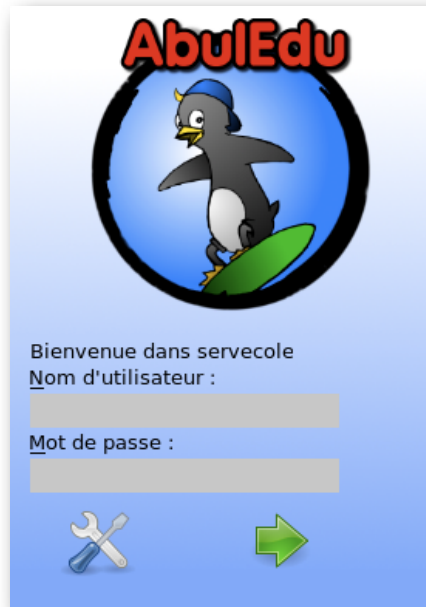 AbulEdu
Bienvenue dans servecole
Nom d'utilisateur :
Mot de passe :